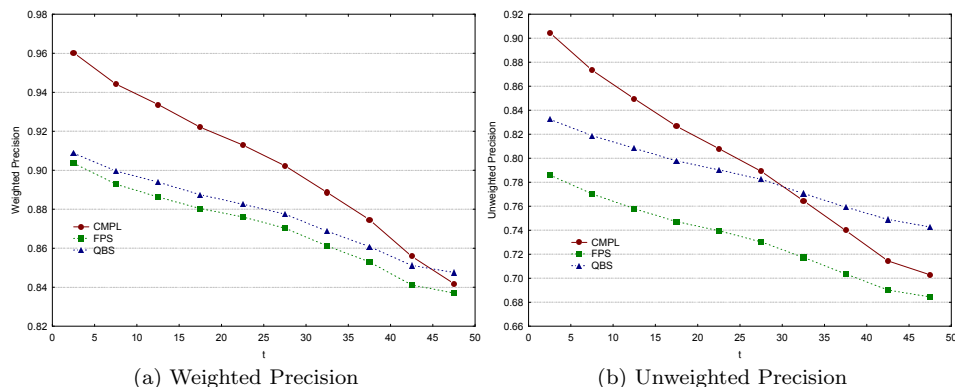 0.98
0.96
0.94
0.92
0.90
0.88
0.86
0.84
0.82
Weighted Precision
CMPL
FPS
QBS
0 5 10 15 20 25 30 35 40 45 50
t
(a) Weighted Precision
0.92
0.90
0.88
0.86
0.84
0.82
0.80
0.78
0.76
0.74
0.72
0.70
0.68
0.66
Unweighted Precision
CMPL
FPS
QBS
0 5 10 15 20 25 30 35 40 45 50
t
(b) Unweighted Precision